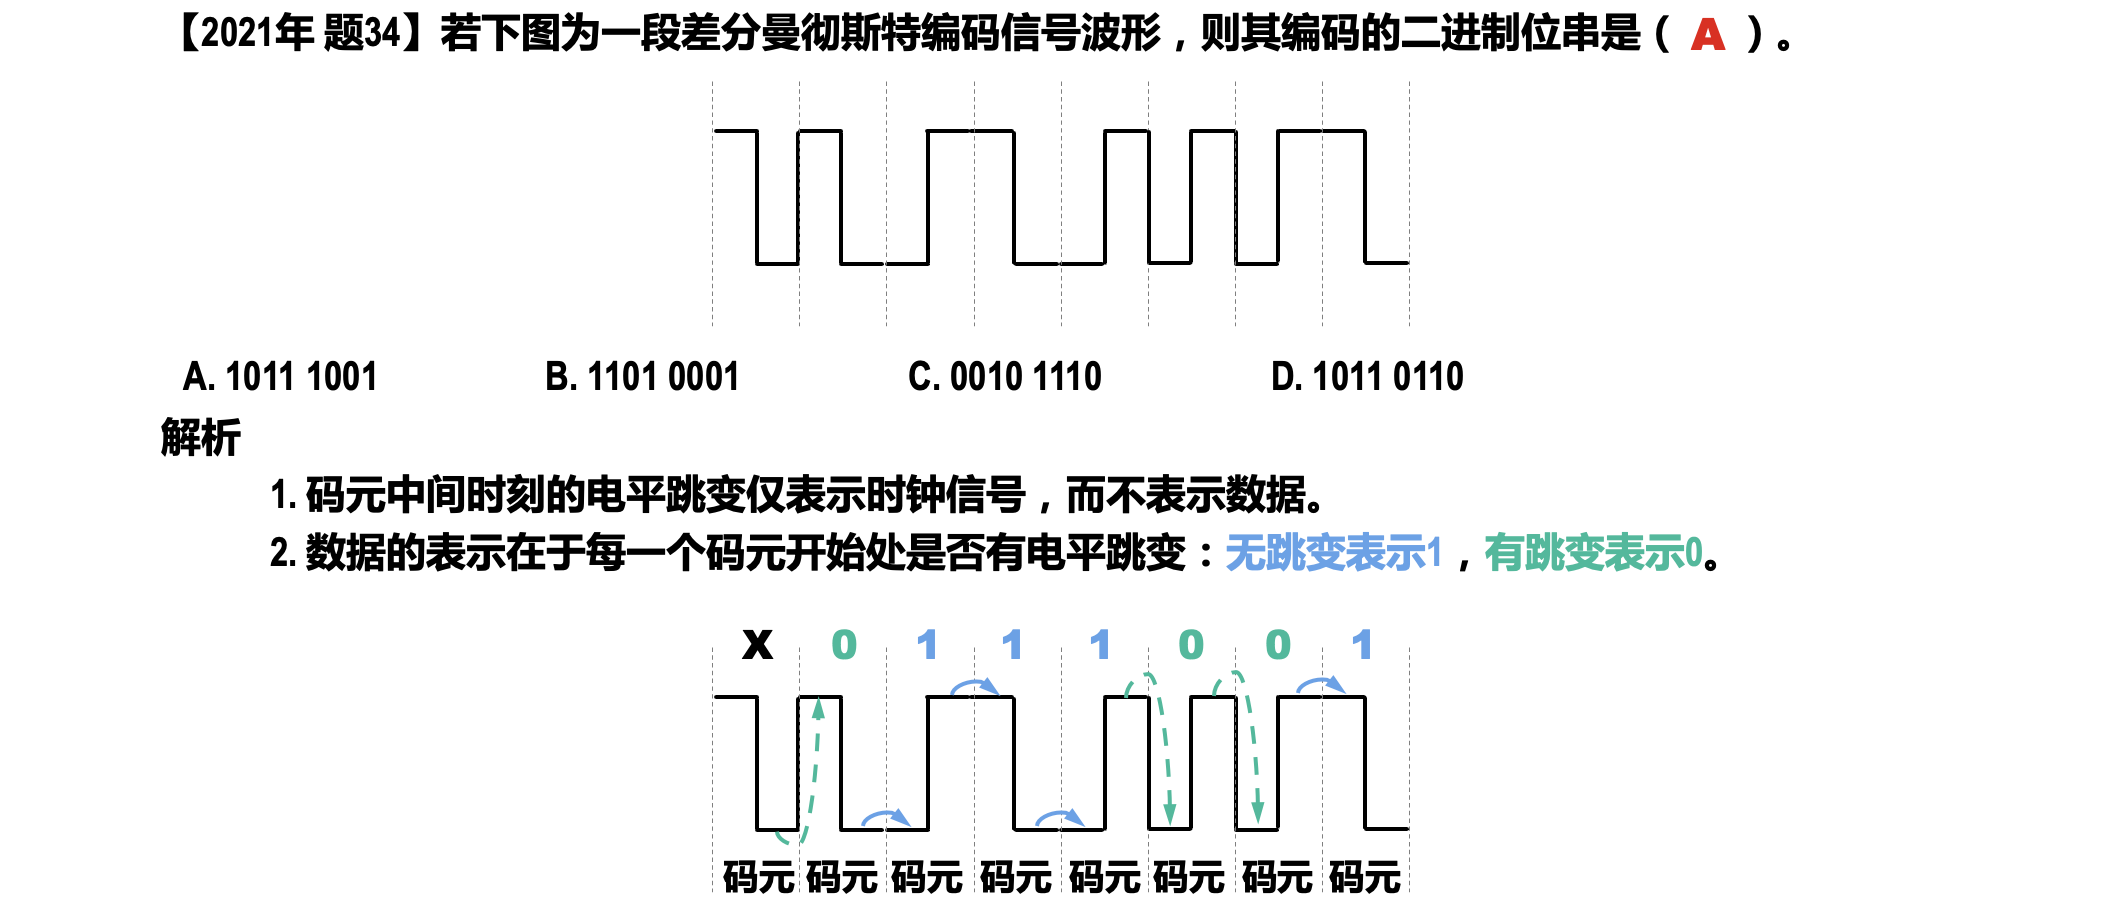 【2021年 题34】若下图为一段差分曼彻斯特编码信号波形，则其编码的二进制位串是（ A ）。
A. 1011 1001 B. 1101 0001 C. 0010 1110 D. 1011 0110
解析
1. 码元中间时刻的电平跳变仅表示时钟信号，而不表示数据。
2. 数据的表示在于每一个码元开始处是否有电平跳变：无跳变表示1，有跳变表示0。
X 0 1 1 1 0 0 1
码元 码元 码元 码元 码元 码元 码元 码元